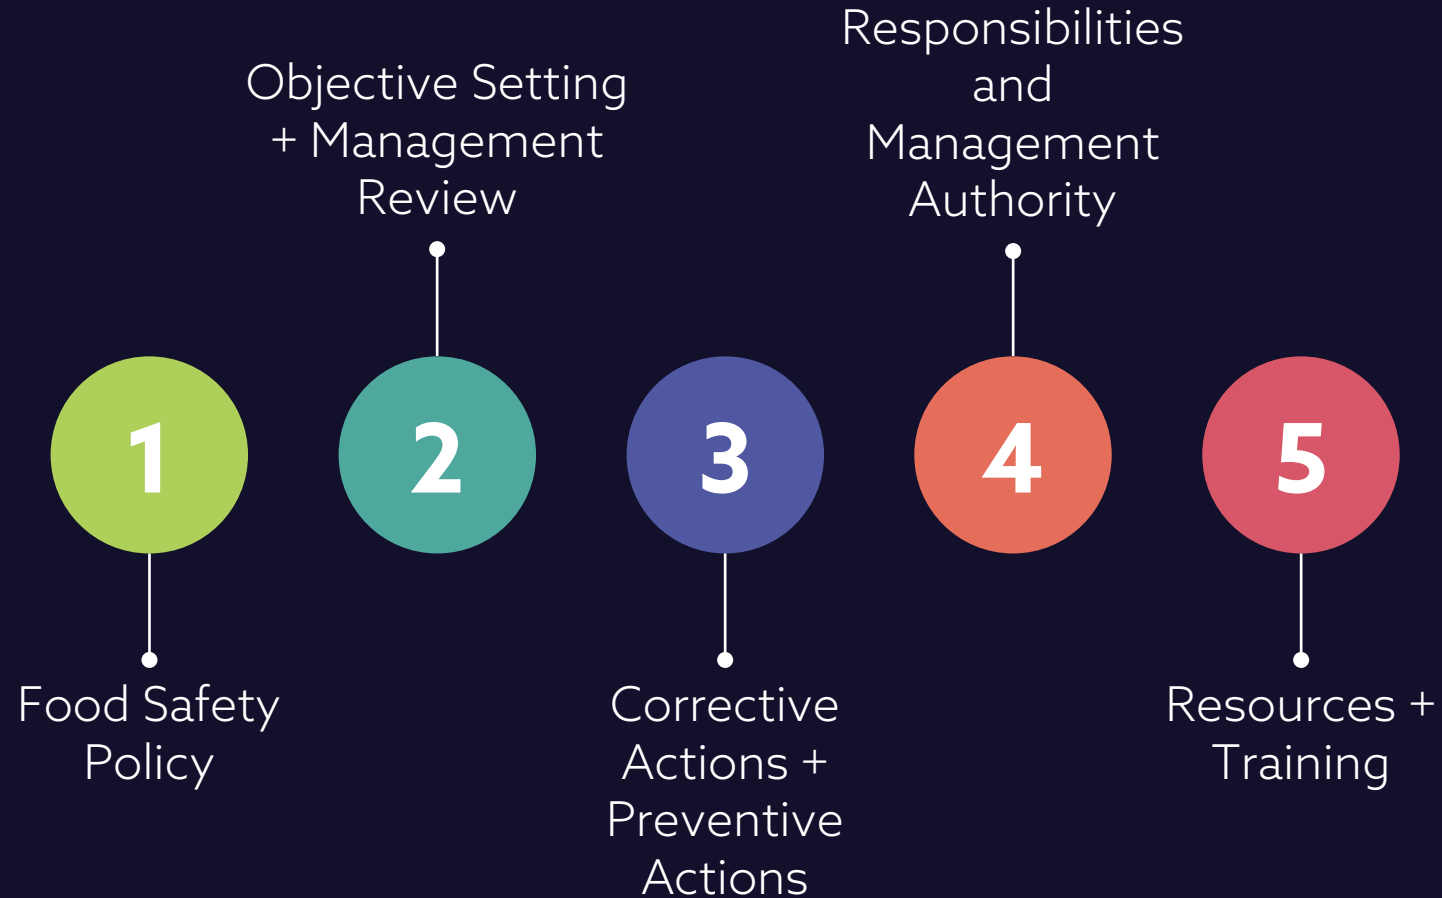 1
Food Safety
Policy
2
Objective Setting
+ Management
Review
3
Corrective
Actions +
Preventive
Actions
4
Responsibilities
and
Management
Authority
5
Resources +
Training